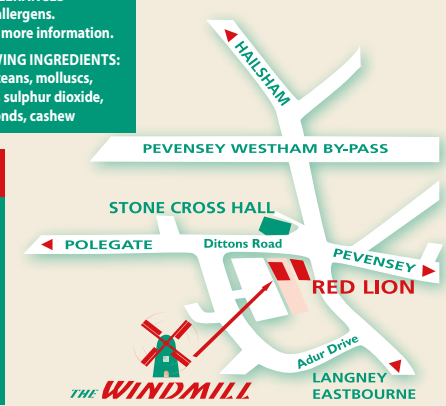 allergens.
more information.
WING INGREDIENTS:
eans, molluscs,
sulphur dioxide,
onds, cashew
HAILSHAM
PEVENSEY WESTHAM BY-PASS
STONE CROSS HALL
POLEGATE
Dittons Road
PEVENSEY
RED LION
Adur Drive
THE WINDMILL
LANGNEY
EASTBOURNE